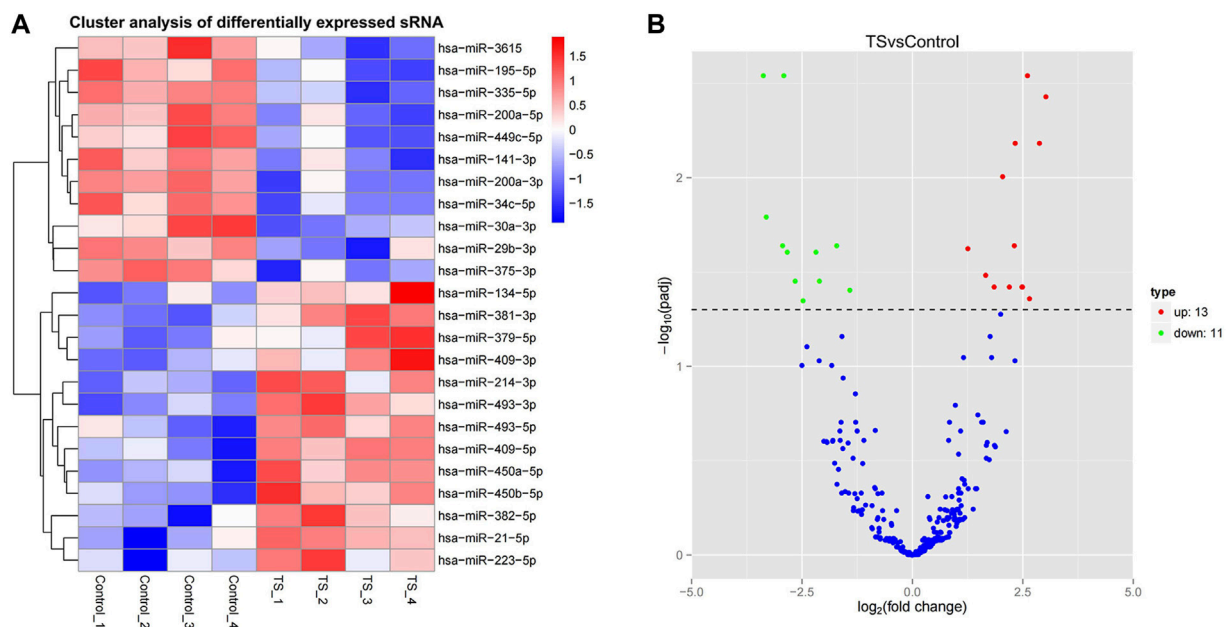 A
Cluster analysis of differentially expressed sRNA
hsa-miR-3615
hsa-miR-195-5p
hsa-miR-335-5p
hsa-miR-200a-5p
hsa-miR-449c-5p
hsa-miR-141-3p
hsa-miR-200a-3p
hsa-miR-34c-5p
hsa-miR-30a-3p
hsa-miR-29b-3p
hsa-miR-375-3p
hsa-miR-134-5p
hsa-miR-381-3p
hsa-miR-379-5p
hsa-miR-409-3p
hsa-miR-214-3p
hsa-miR-493-3p
hsa-miR-493-5p
hsa-miR-409-5p
hsa-miR-450a-5p
hsa-miR-450b-5p
hsa-miR-382-5p
hsa-miR-21-5p
hsa-miR-223-5p
Control_1
Control_2
Control_3
Control_4
TS_1
TS_2
TS_3
TS_4
1.5
1
0.5
0
−0.5
−1
−1.5
B
TSvsControl
−log10(padj)
2
1
0
−5.0
−2.5
0.0
2.5
5.0
log2(fold change)
type
up: 13
down: 11